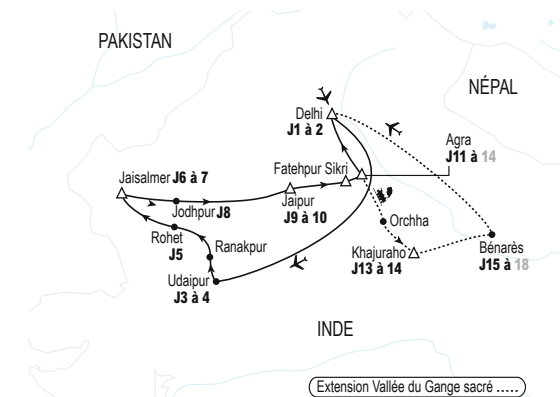 PAKISTAN
NÉPAL
Delhi
J1 à 2
Agra
J11 à 14
Fatehpur Sikri
Jaisalmer J6 à 7
Jodhpur J8
Jaipur
J9 à 10
Rohet
J5
Ranakpur
Orchha
Khajuraho
J13 à 14
Bénarès
J15 à 18
Udaipur
J3 à 4
INDE
Extension Vallée du Gange sacré .....